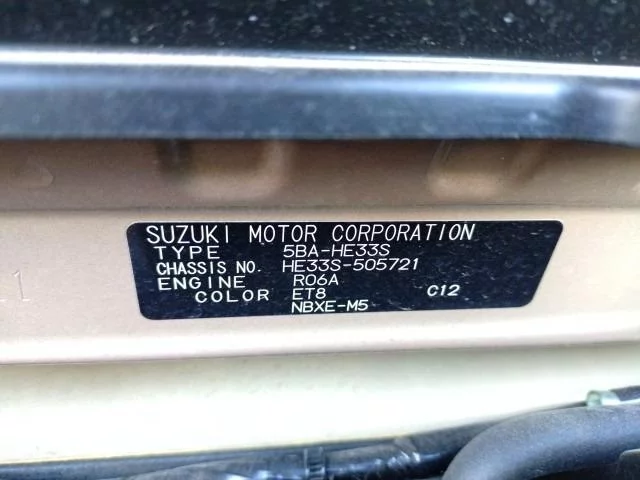 SUZUKI MOTOR CORPORATION
TYPE 5BA-HE33S
CHASSIS NO. HE33S-505721
ENGINE R06A
COLOR ET8 C12
NBXE-M5